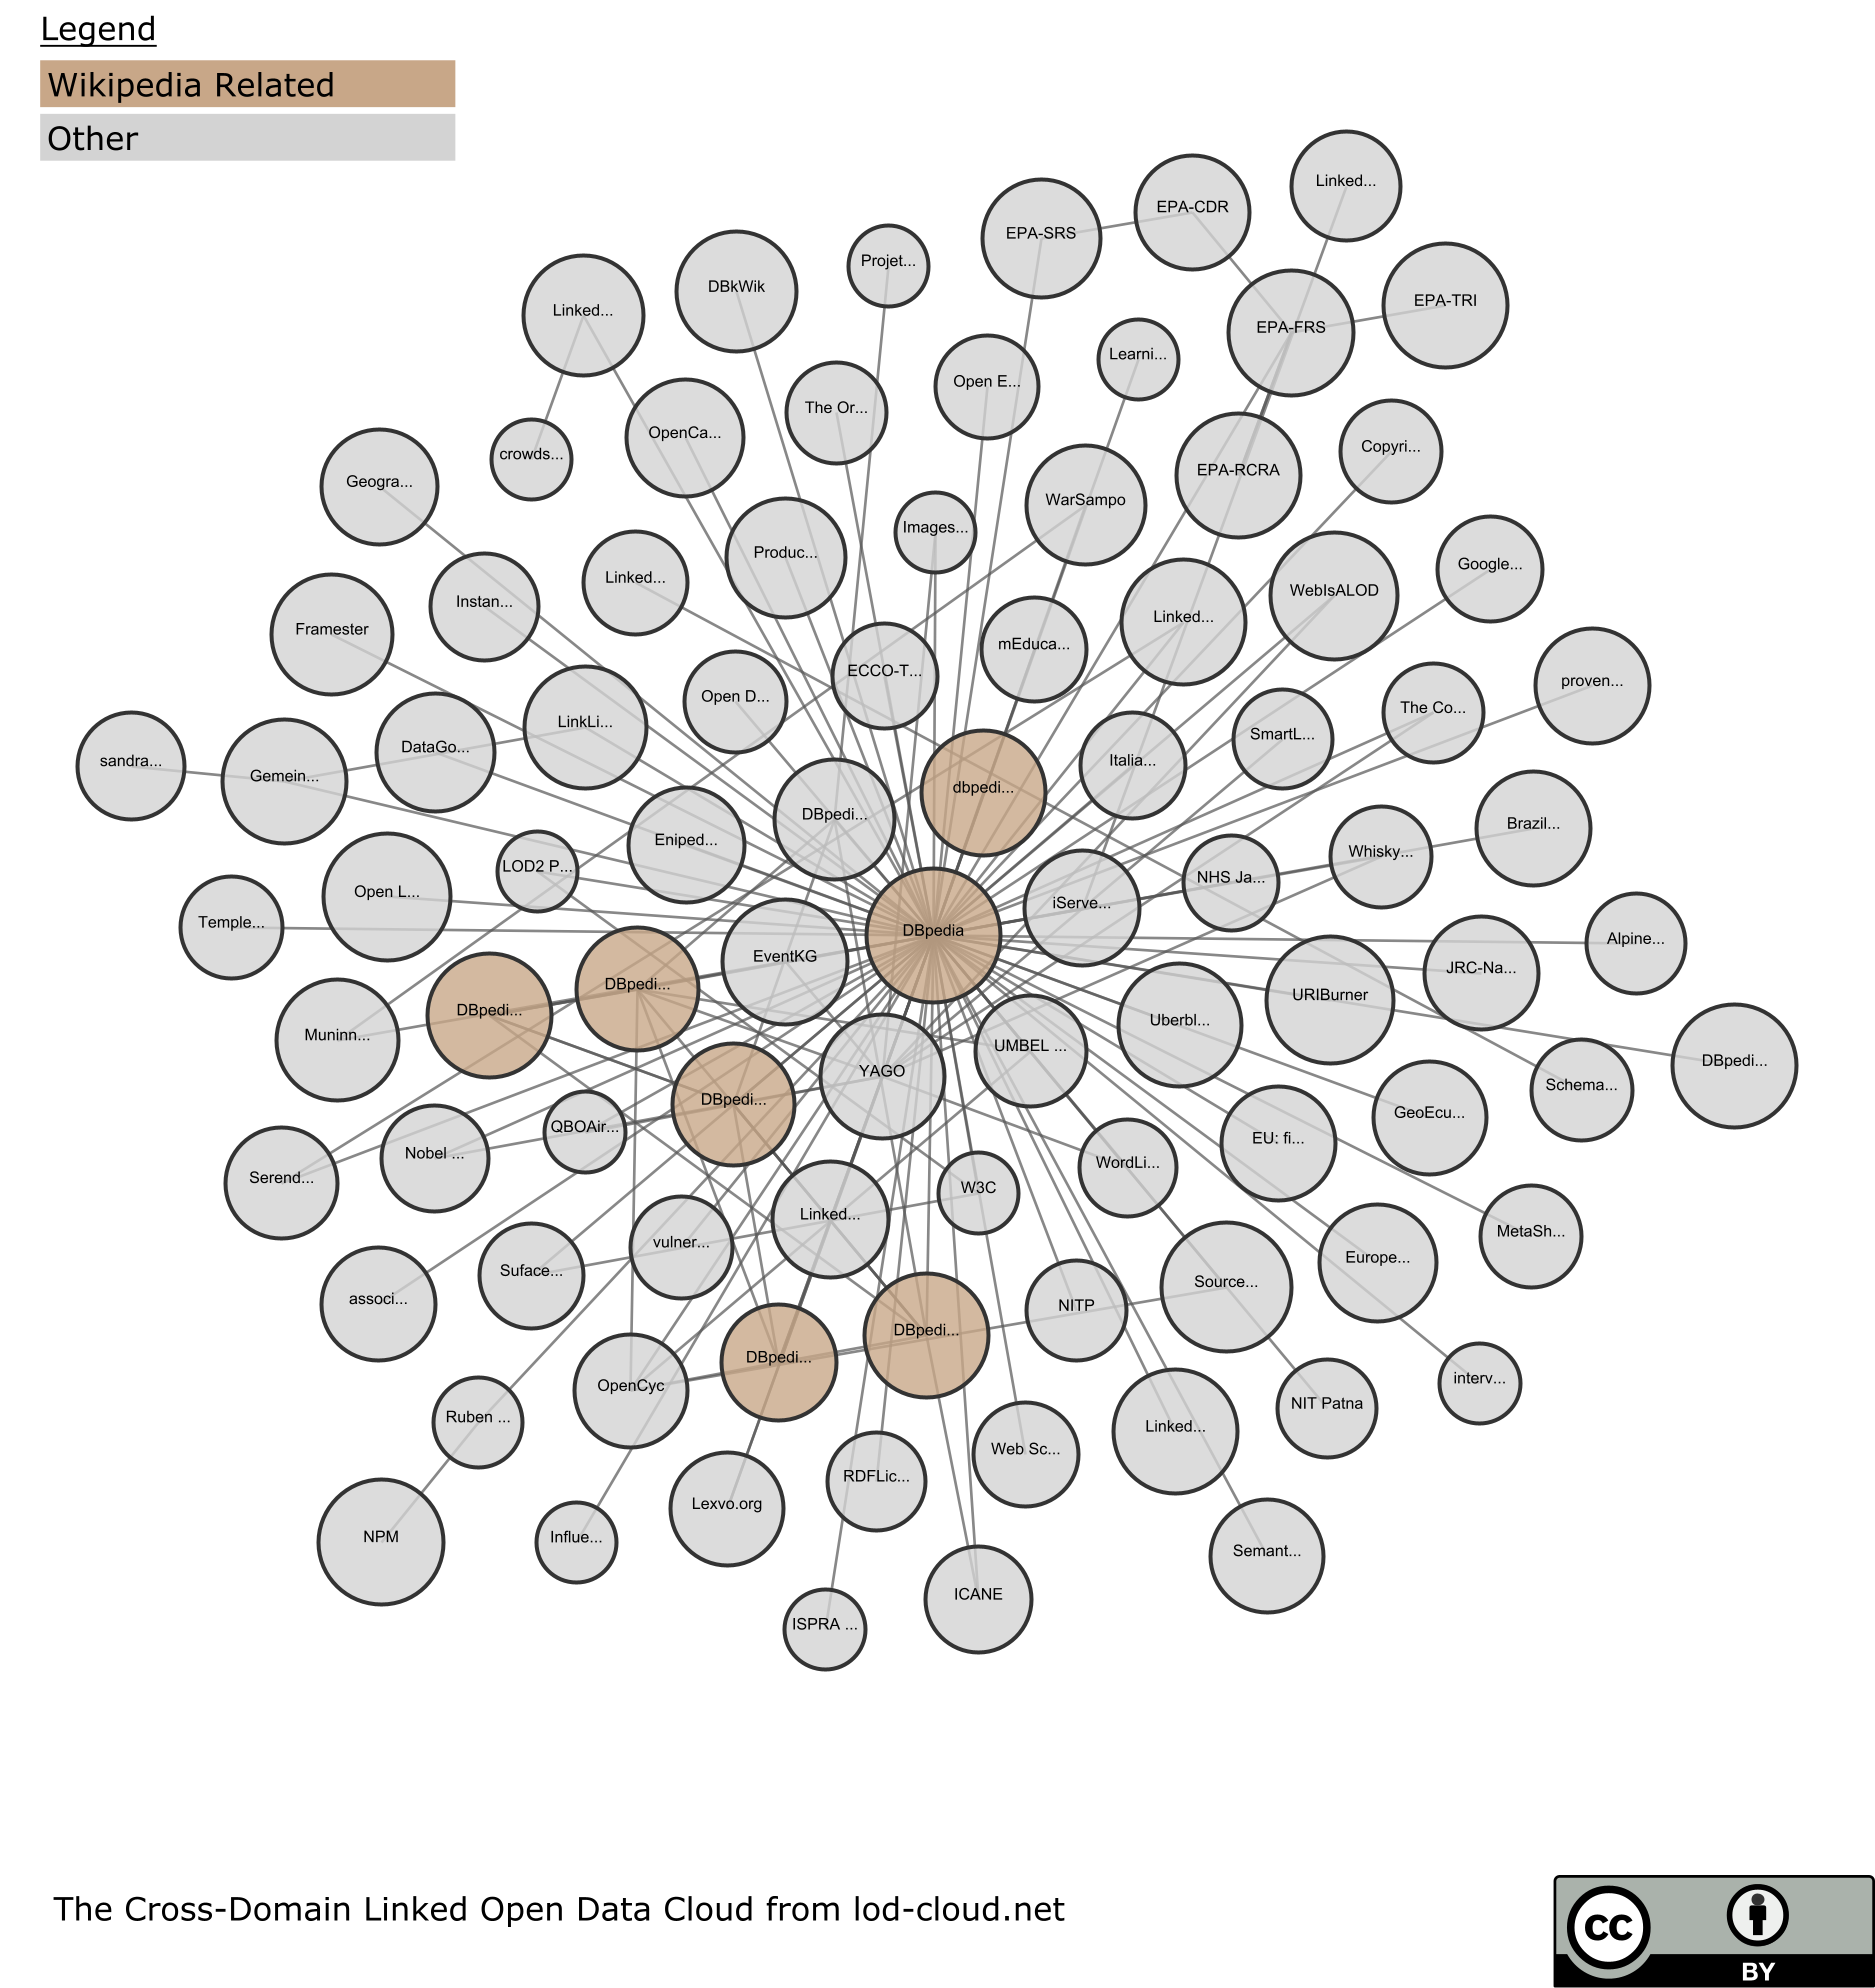 Legend
Wikipedia Related
Other
Linked...
EPA-CDR
EPA-SRS
Projet...
DBkWik
EPA-TRI
Linked...
EPA-FRS
Learni...
Open E...
The Or...
OpenCa...
Copyri...
crowds...
EPA-RCRA
Geogra...
WarSampo
Images...
Produc...
Google...
Linked...
WebIsALOD
Instan...
Linked...
Framester
mEduca...
ECCO-T...
proven...
Open D...
The Co...
LinkLi...
SmartL...
DataGo...
sandra...
Italia...
Gemein...
dbpedi...
DBpedi...
Brazil...
Eniped...
Whisky...
LOD2 P...
NHS Ja...
Open L...
iServe...
Temple...
DBpedia
Alpine...
EventKG
JRC-Na...
DBpedi...
URIBurner
DBpedi...
Uberbl...
Muninn...
UMBEL ...
DBpedi...
YAGO
Schema...
DBpedi...
GeoEcu...
QBOAir...
EU: fi...
Nobel ...
WordLi...
Serend...
W3C
Linked...
MetaSh...
vulner...
Europe...
Suface...
Source...
associ...
NITP
DBpedi...
DBpedi...
interv...
OpenCyc
NIT Patna
Ruben ...
Linked...
Web Sc...
RDFLic...
Lexvo.org
NPM
Influe...
Semant...
ICANE
ISPRA ...
The Cross-Domain Linked Open Data Cloud from lod-cloud.net
cc
BY